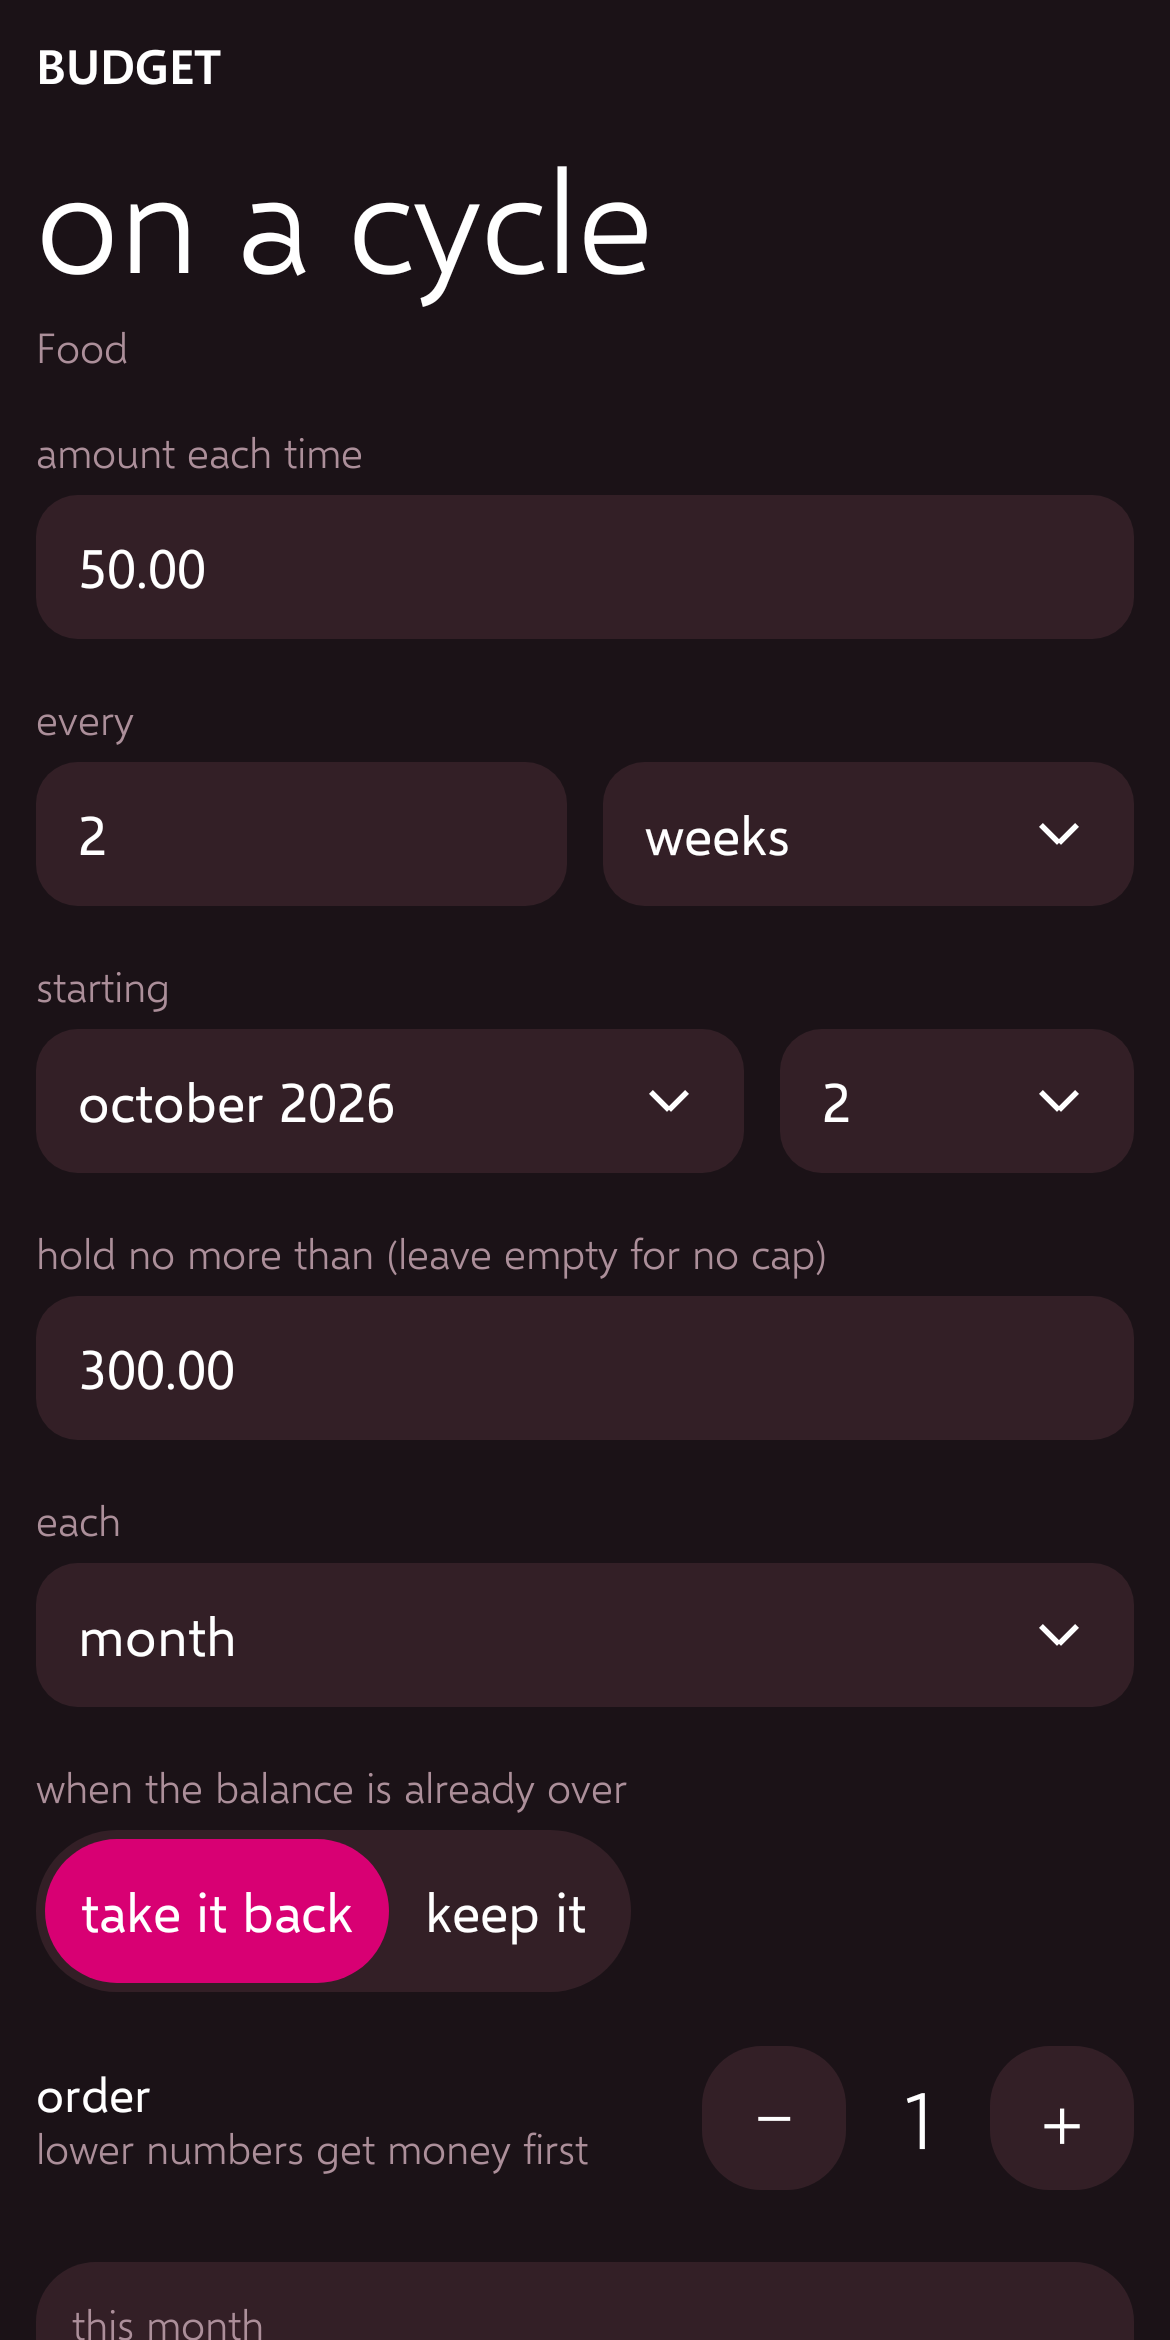 BUDGET
on a cycle
Food
amount each time
50.00
every
2
weeks
starting
october 2026
2
hold no more than (leave empty for no cap)
300.00
each
month
when the balance is already over
take it back
keep it
order
lower numbers get money first
− 1 +
this month